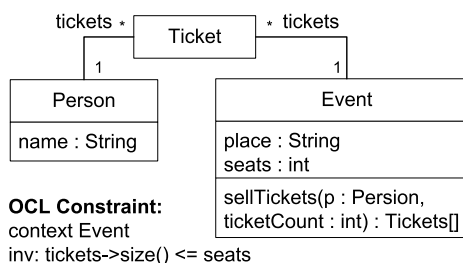 tickets * * tickets
Ticket
1 1
Person Event
name : String
place : String
seats : int
sellTickets(p : Persion,
ticketCount : int) : Tickets[]
OCL Constraint:
context Event
inv: tickets->size() <= seats